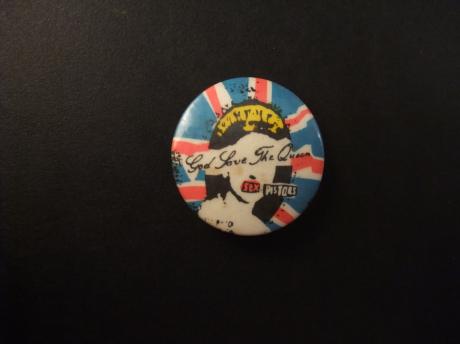 God Save The Queen
SEX PISTOLS